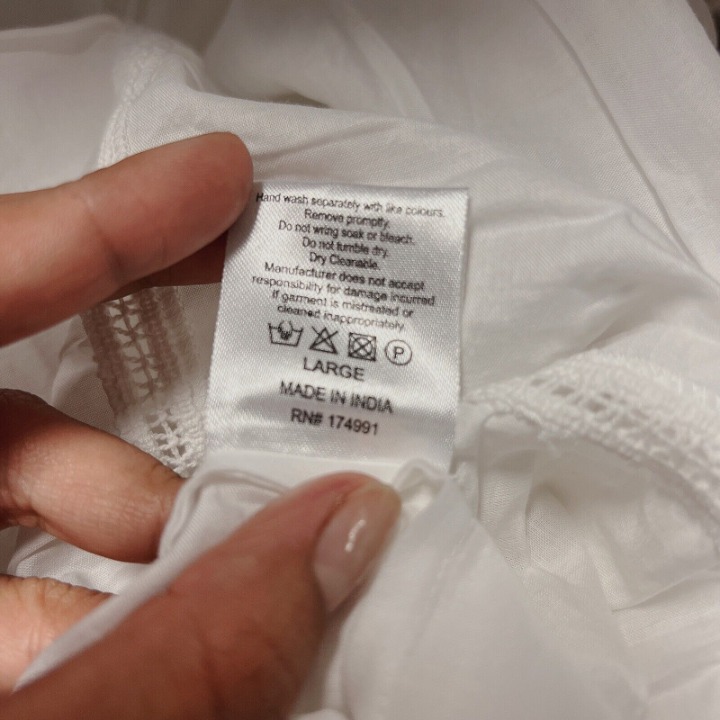 Hand wash separately with like colours.
Remove promptly.
Do not wring soak or bleach.
Do not tumble dry.
Dry Cleanable.
Manufacturer does not accept
responsibility for damage incurred
if garment is mistreated or
cleaned inappropriately.
P
LARGE
MADE IN INDIA
RN# 174991